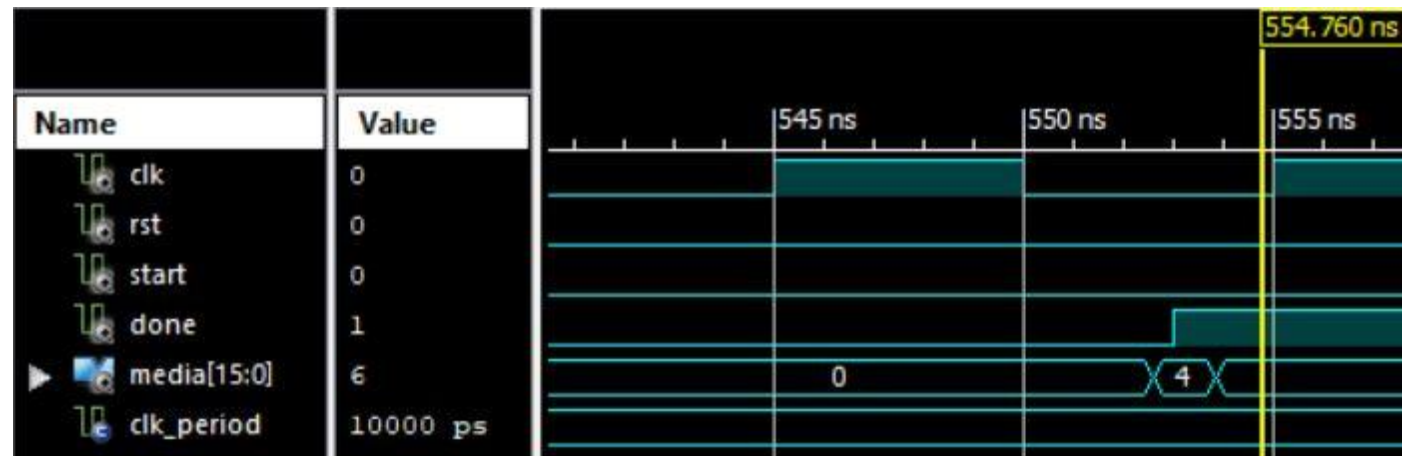 554.760 ns
Name Value 545 ns 550 ns 555 ns
clk 0
rst 0
start 0
done 1
media[15:0] 6 0 4
clk_period 10000 ps